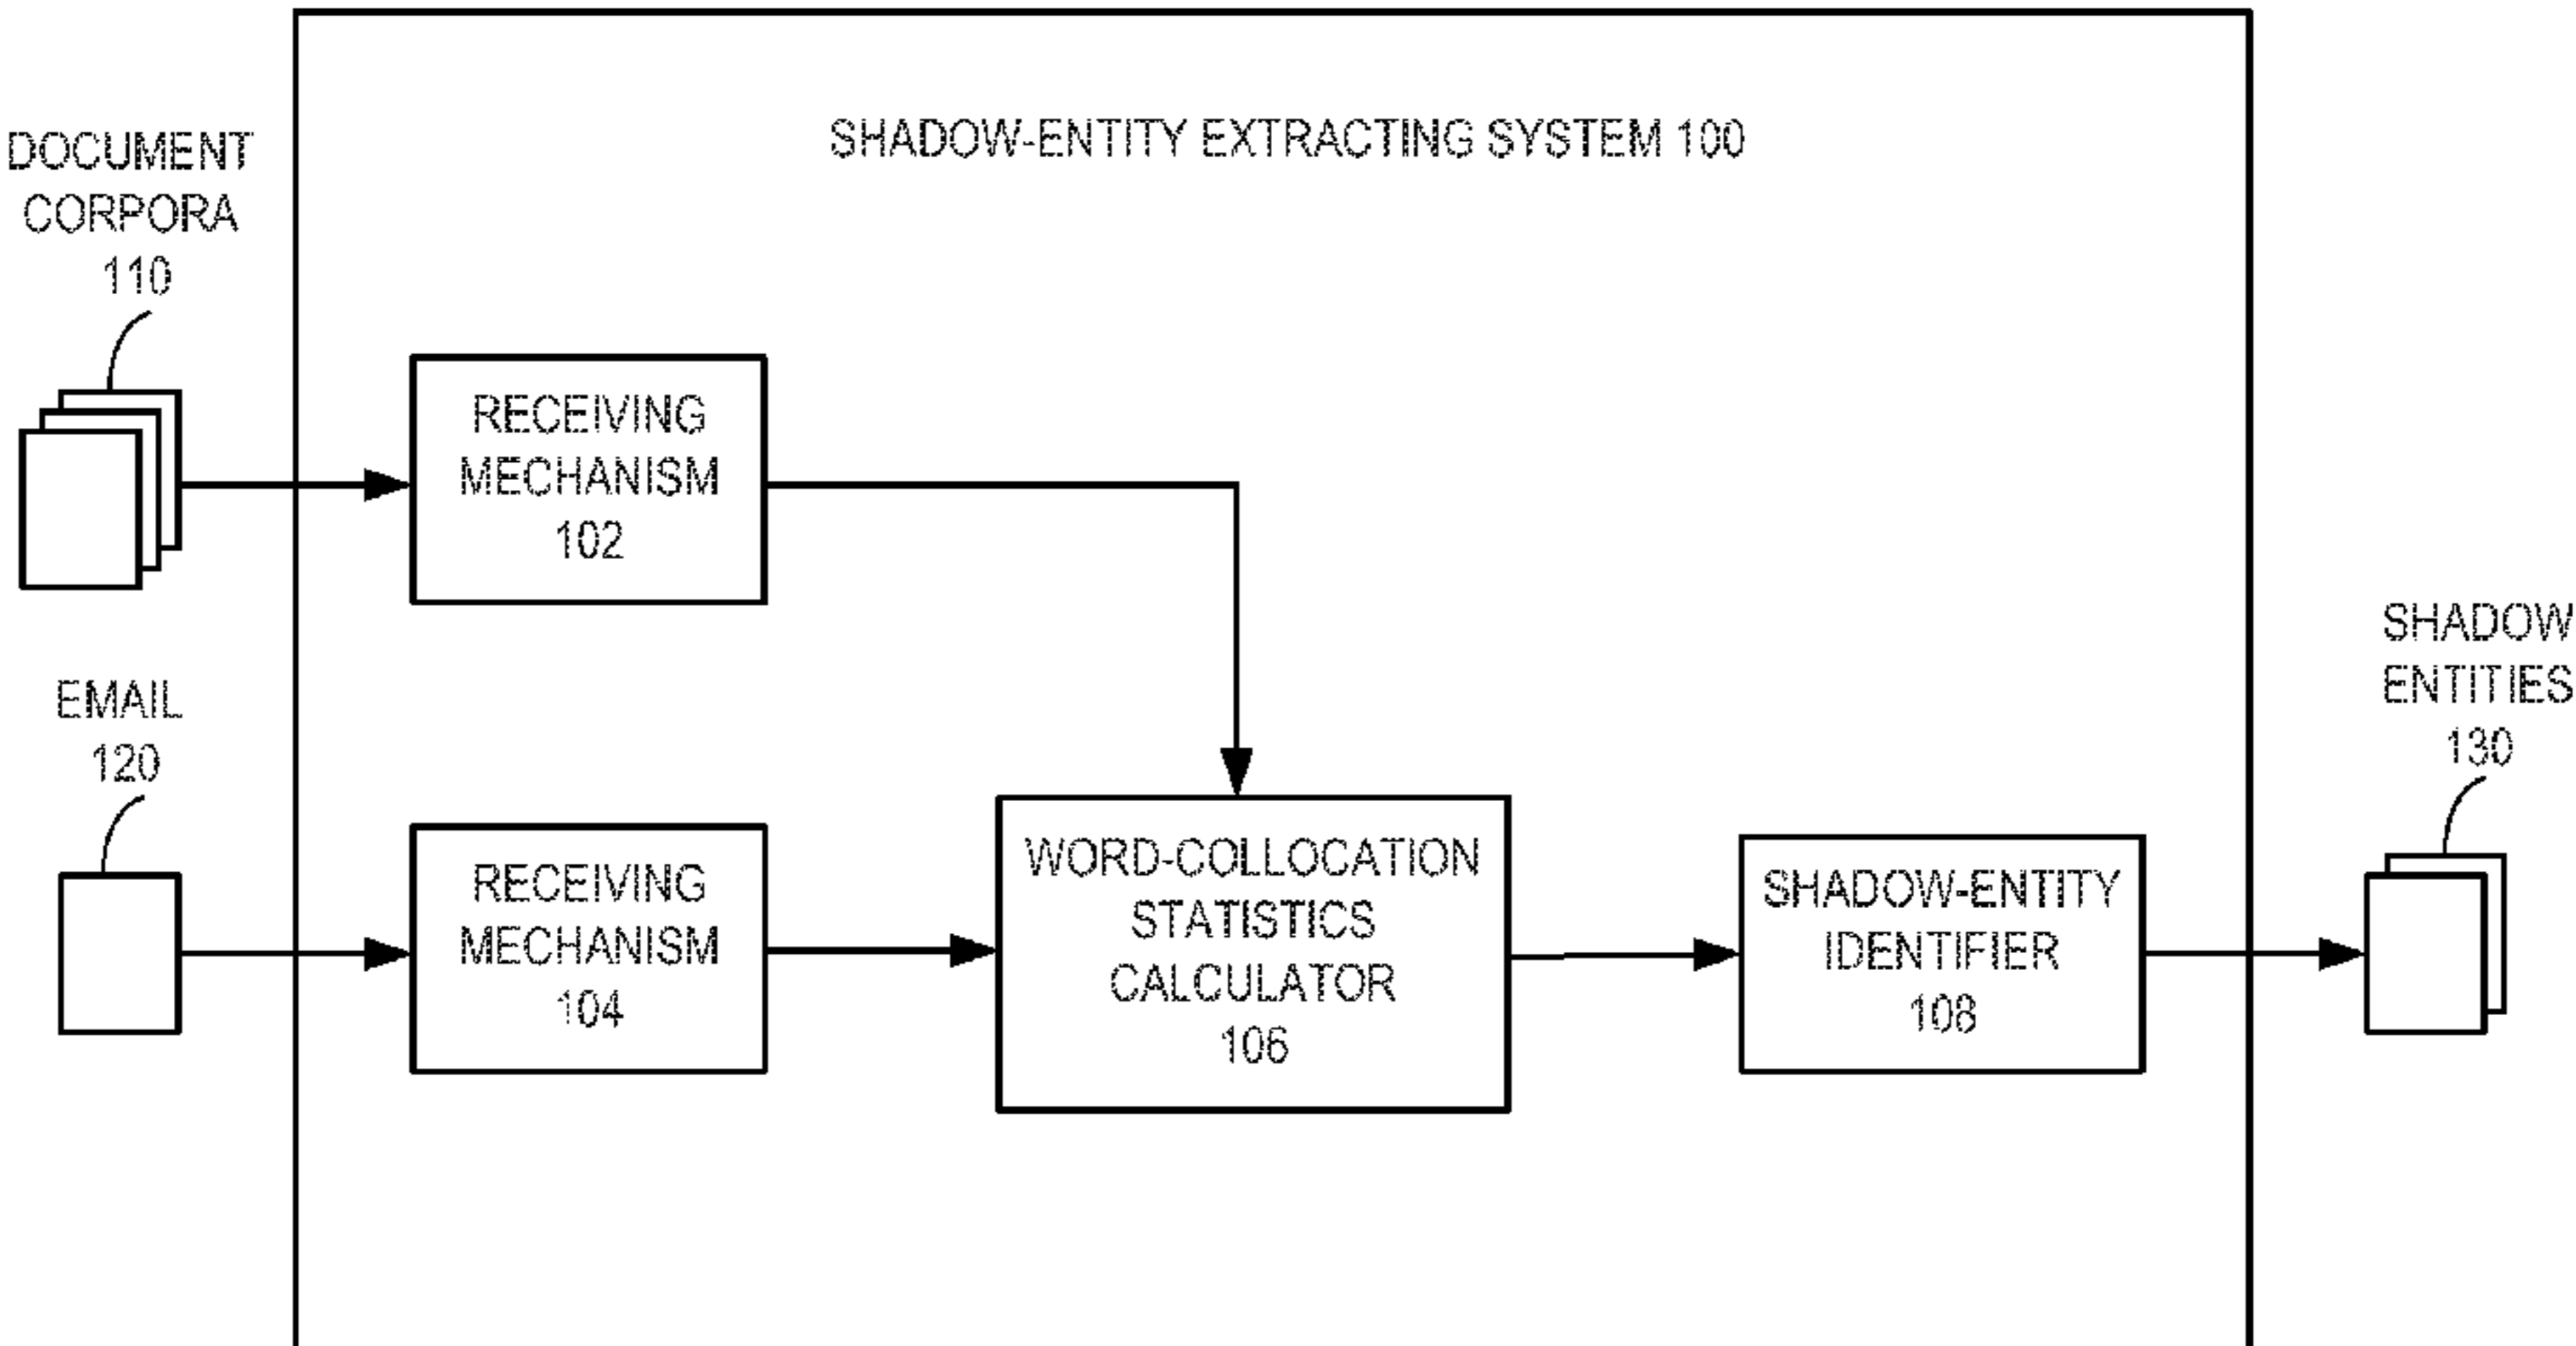 SHADOW-ENTITY EXTRACTING SYSTEM 100
DOCUMENT
CORPORA
110
RECEIVING
MECHANISM
102
EMAIL
120
RECEIVING
MECHANISM
104
WORD-COLLOCATION
STATISTICS
CALCULATOR
106
SHADOW-ENTITY
IDENTIFIER
108
SHADOW
ENTITIES
130